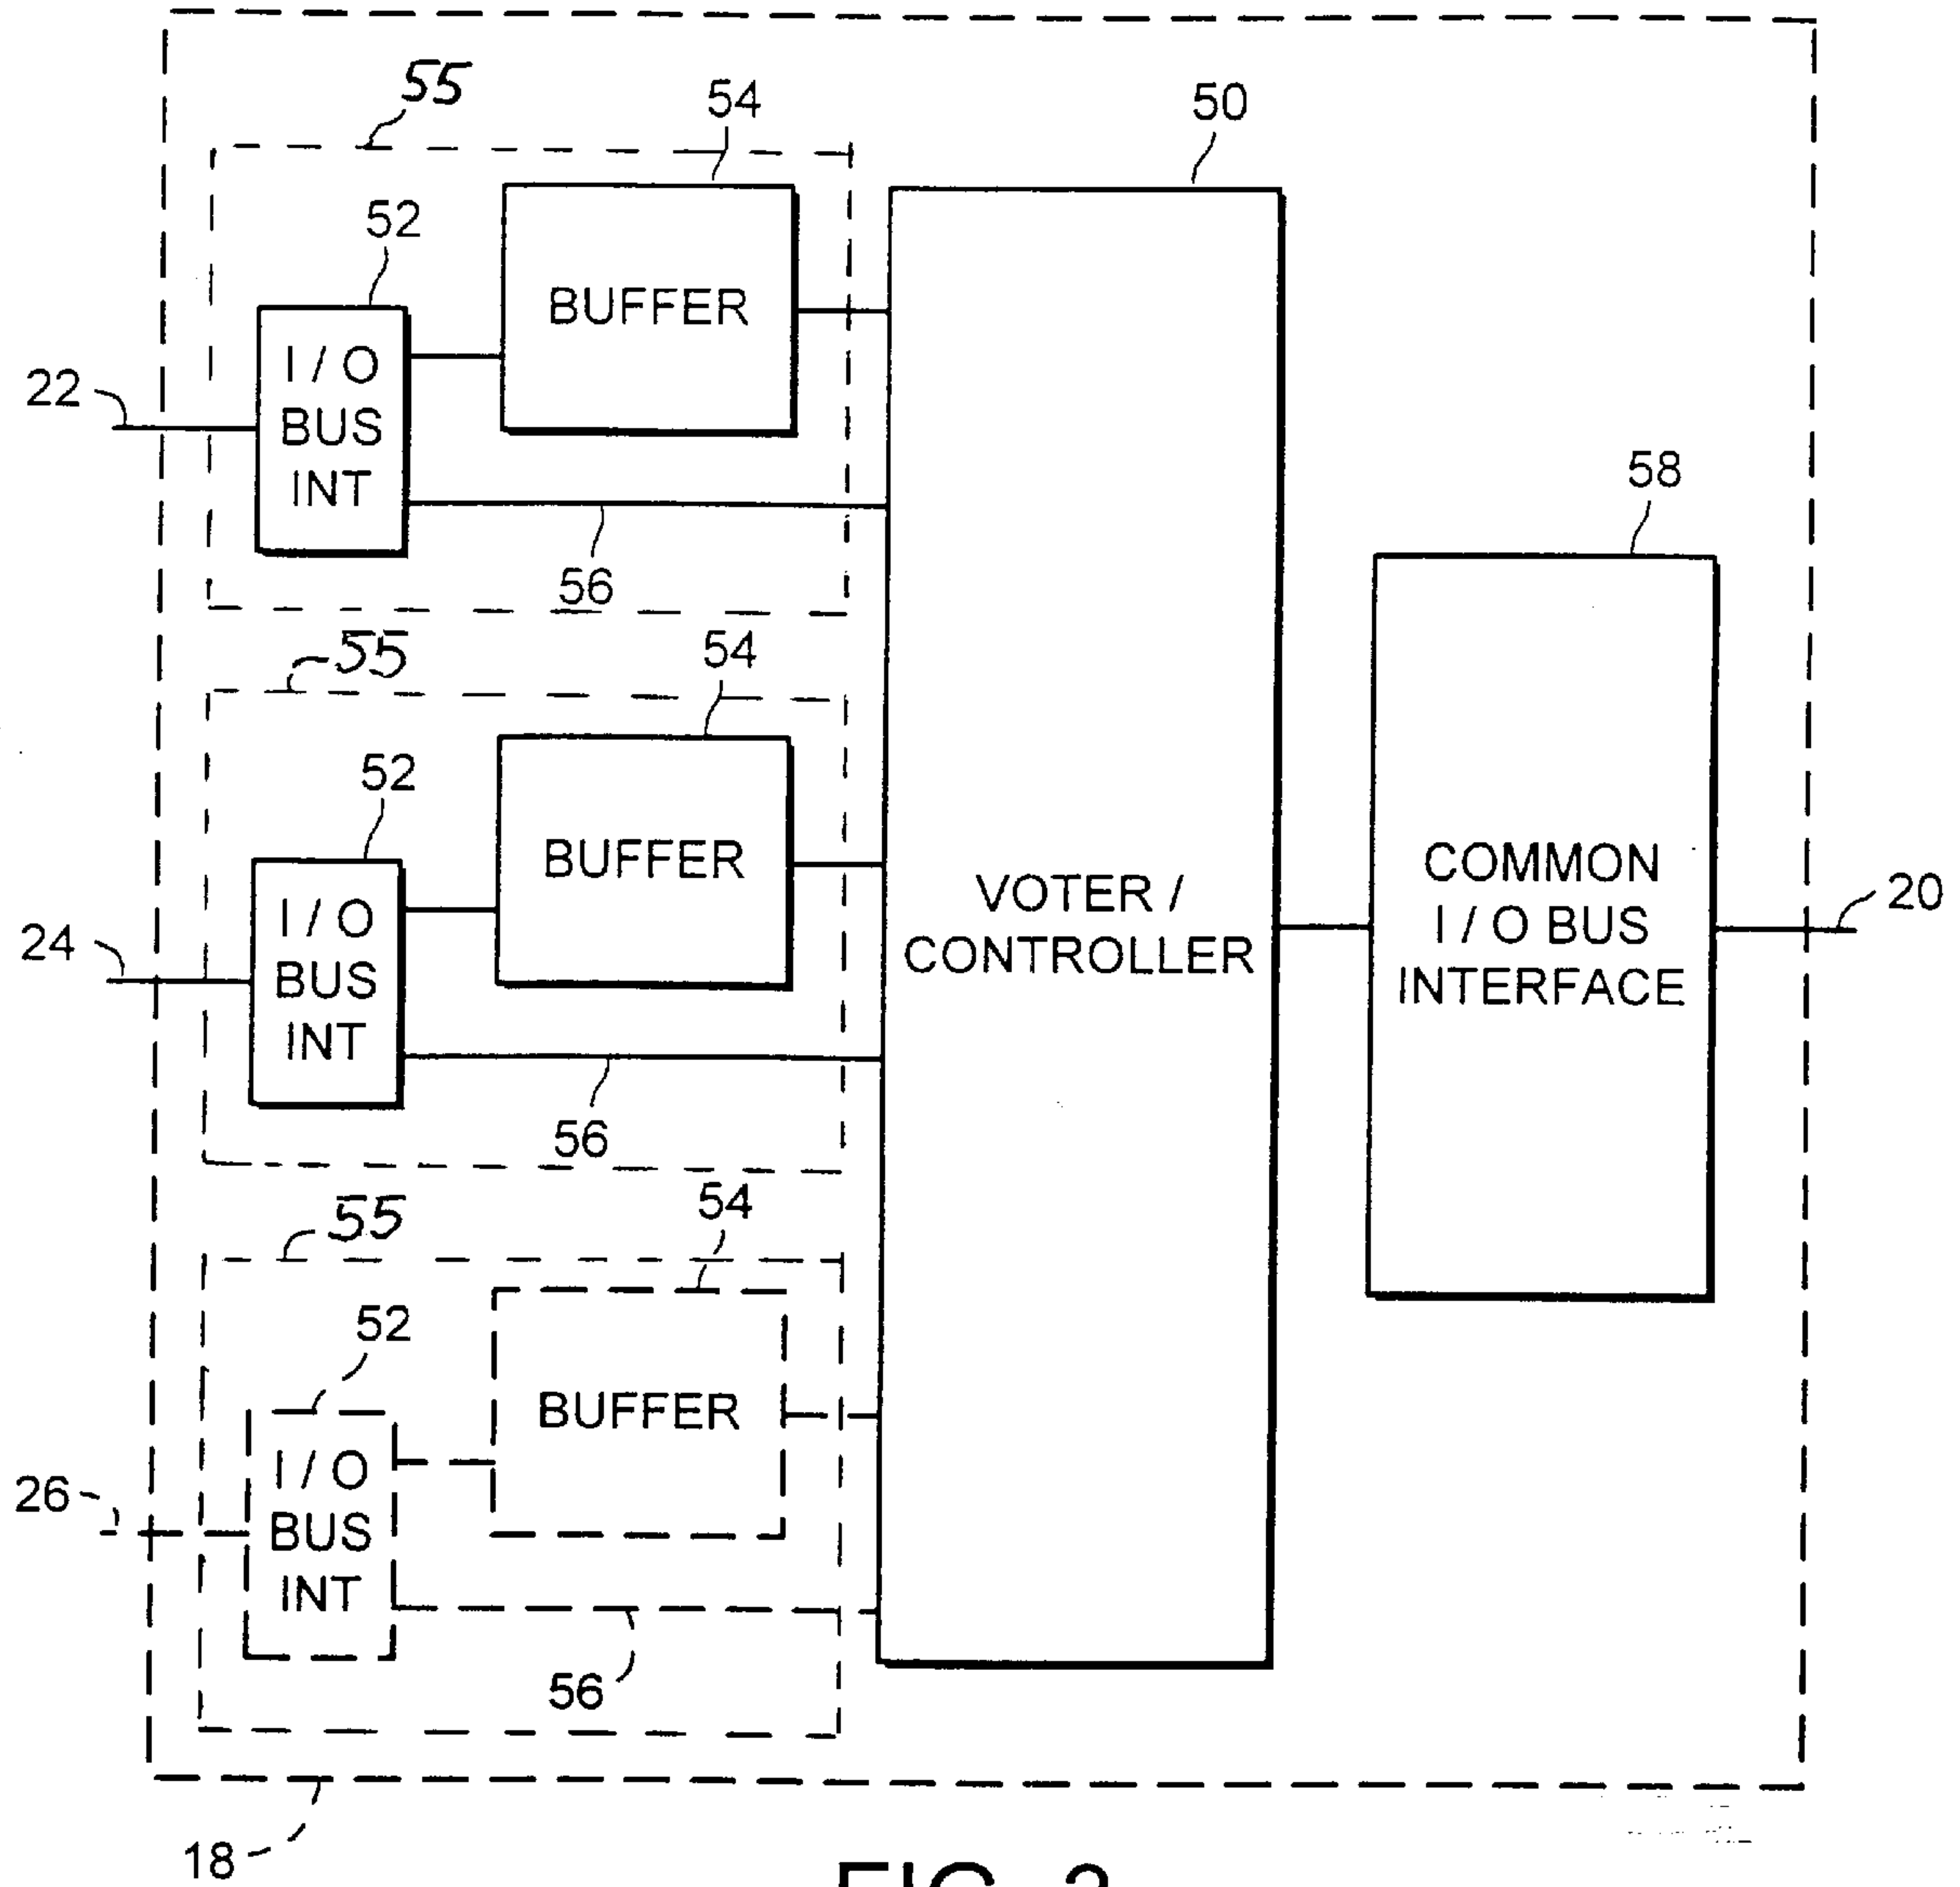 55
54
50
52
BUFFER
I / O
BUS
INT
22
56
58
55
54
52
BUFFER
I / O
BUS
INT
24
56
VOTER /
CONTROLLER
COMMON
I / O BUS
INTERFACE
20
55
54
52
BUFFER
I / O
BUS
INT
26
56
18